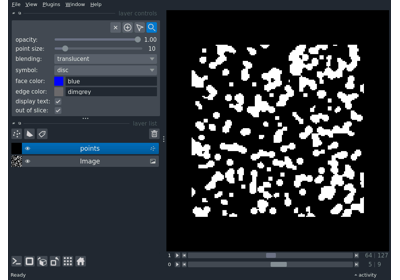 File View Plugins Window Help
layer controls
opacity: 1.00
point size: 10
blending: translucent
symbol: disc
face color: blue
edge color: dimgrey
display text:
out of slice:
layer list
points
Image
1 64 127
0 5 9
Ready activity